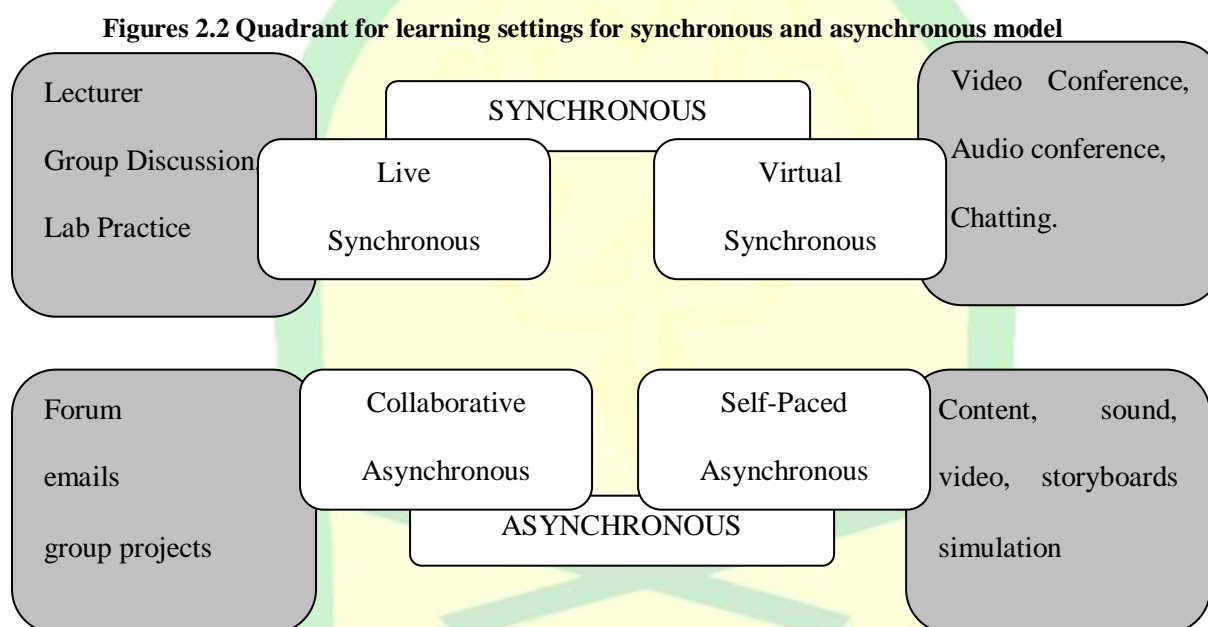 Figures 2.2 Quadrant for learning settings for synchronous and asynchronous model
SYNCHRONOUS
Lecturer
Group Discussion,
Lab Practice
Live
Synchronous
Virtual
Synchronous
Video Conference,
Audio conference,
Chatting.
Forum
emails
group projects
Collaborative
Asynchronous
Self-Paced
Asynchronous
Content, sound,
video, storyboards
simulation
ASYNCHRONOUS